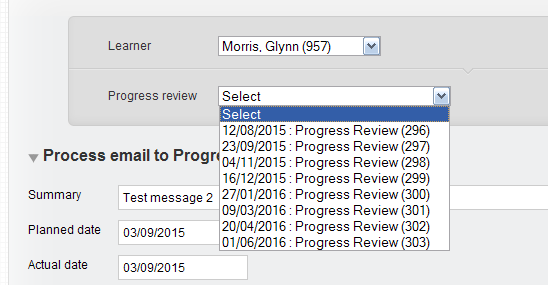 Learner Morris, Glynn (957)
Progress review Select
Select
12/08/2015 : Progress Review (296)
23/09/2015 : Progress Review (297)
04/11/2015 : Progress Review (298)
16/12/2015 : Progress Review (299)
27/01/2016 : Progress Review (300)
09/03/2016 : Progress Review (301)
20/04/2016 : Progress Review (302)
01/06/2016 : Progress Review (303)
Process email to Progr
Summary Test message 2
Planned date 03/09/2015
Actual date 03/09/2015